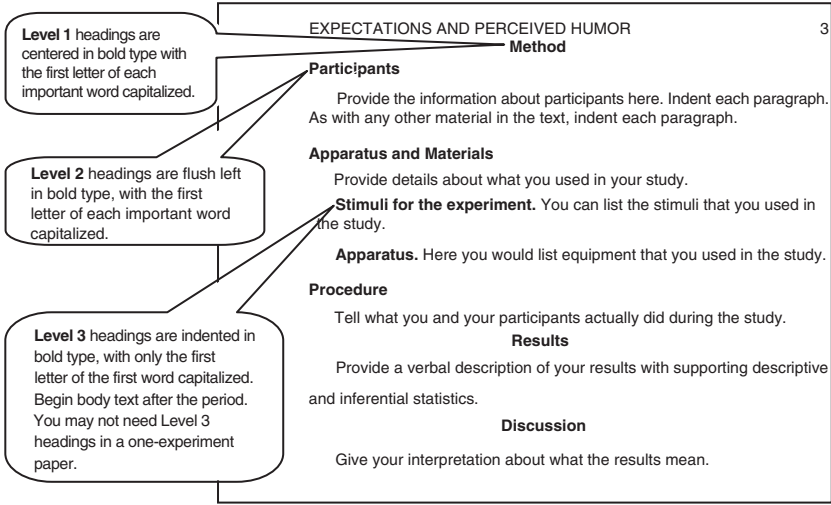 Level 1 headings are
centered in bold type with
the first letter of each
important word capitalized.
Level 2 headings are flush left
in bold type, with the first
letter of each important word
capitalized.
Level 3 headings are indented in
bold type, with only the first
letter of the first word capitalized.
Begin body text after the period.
You may not need Level 3
headings in a one-experiment
paper.
EXPECTATIONS AND PERCEIVED HUMOR 3
Method
Participants
Provide the information about participants here. Indent each paragraph.
As with any other material in the text, indent each paragraph.
Apparatus and Materials
Provide details about what you used in your study.
Stimuli for the experiment. You can list the stimuli that you used in
the study.
Apparatus. Here you would list equipment that you used in the study.
Procedure
Tell what you and your participants actually did during the study.
Results
Provide a verbal description of your results with supporting descriptive
and inferential statistics.
Discussion
Give your interpretation about what the results mean.